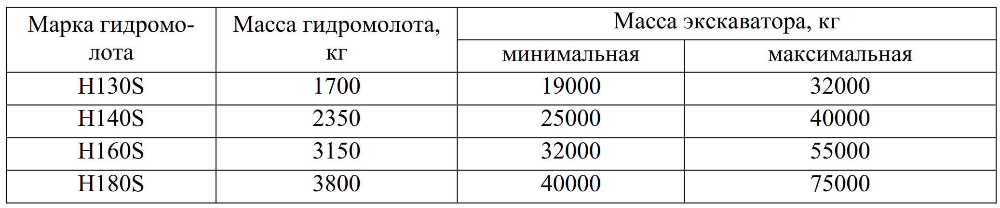 Марка гидромо-
лота
Масса гидромолота,
кг
Масса экскаватора, кг
минимальная
максимальная
H130S
1700
19000
32000
H140S
2350
25000
40000
H160S
3150
32000
55000
H180S
3800
40000
75000